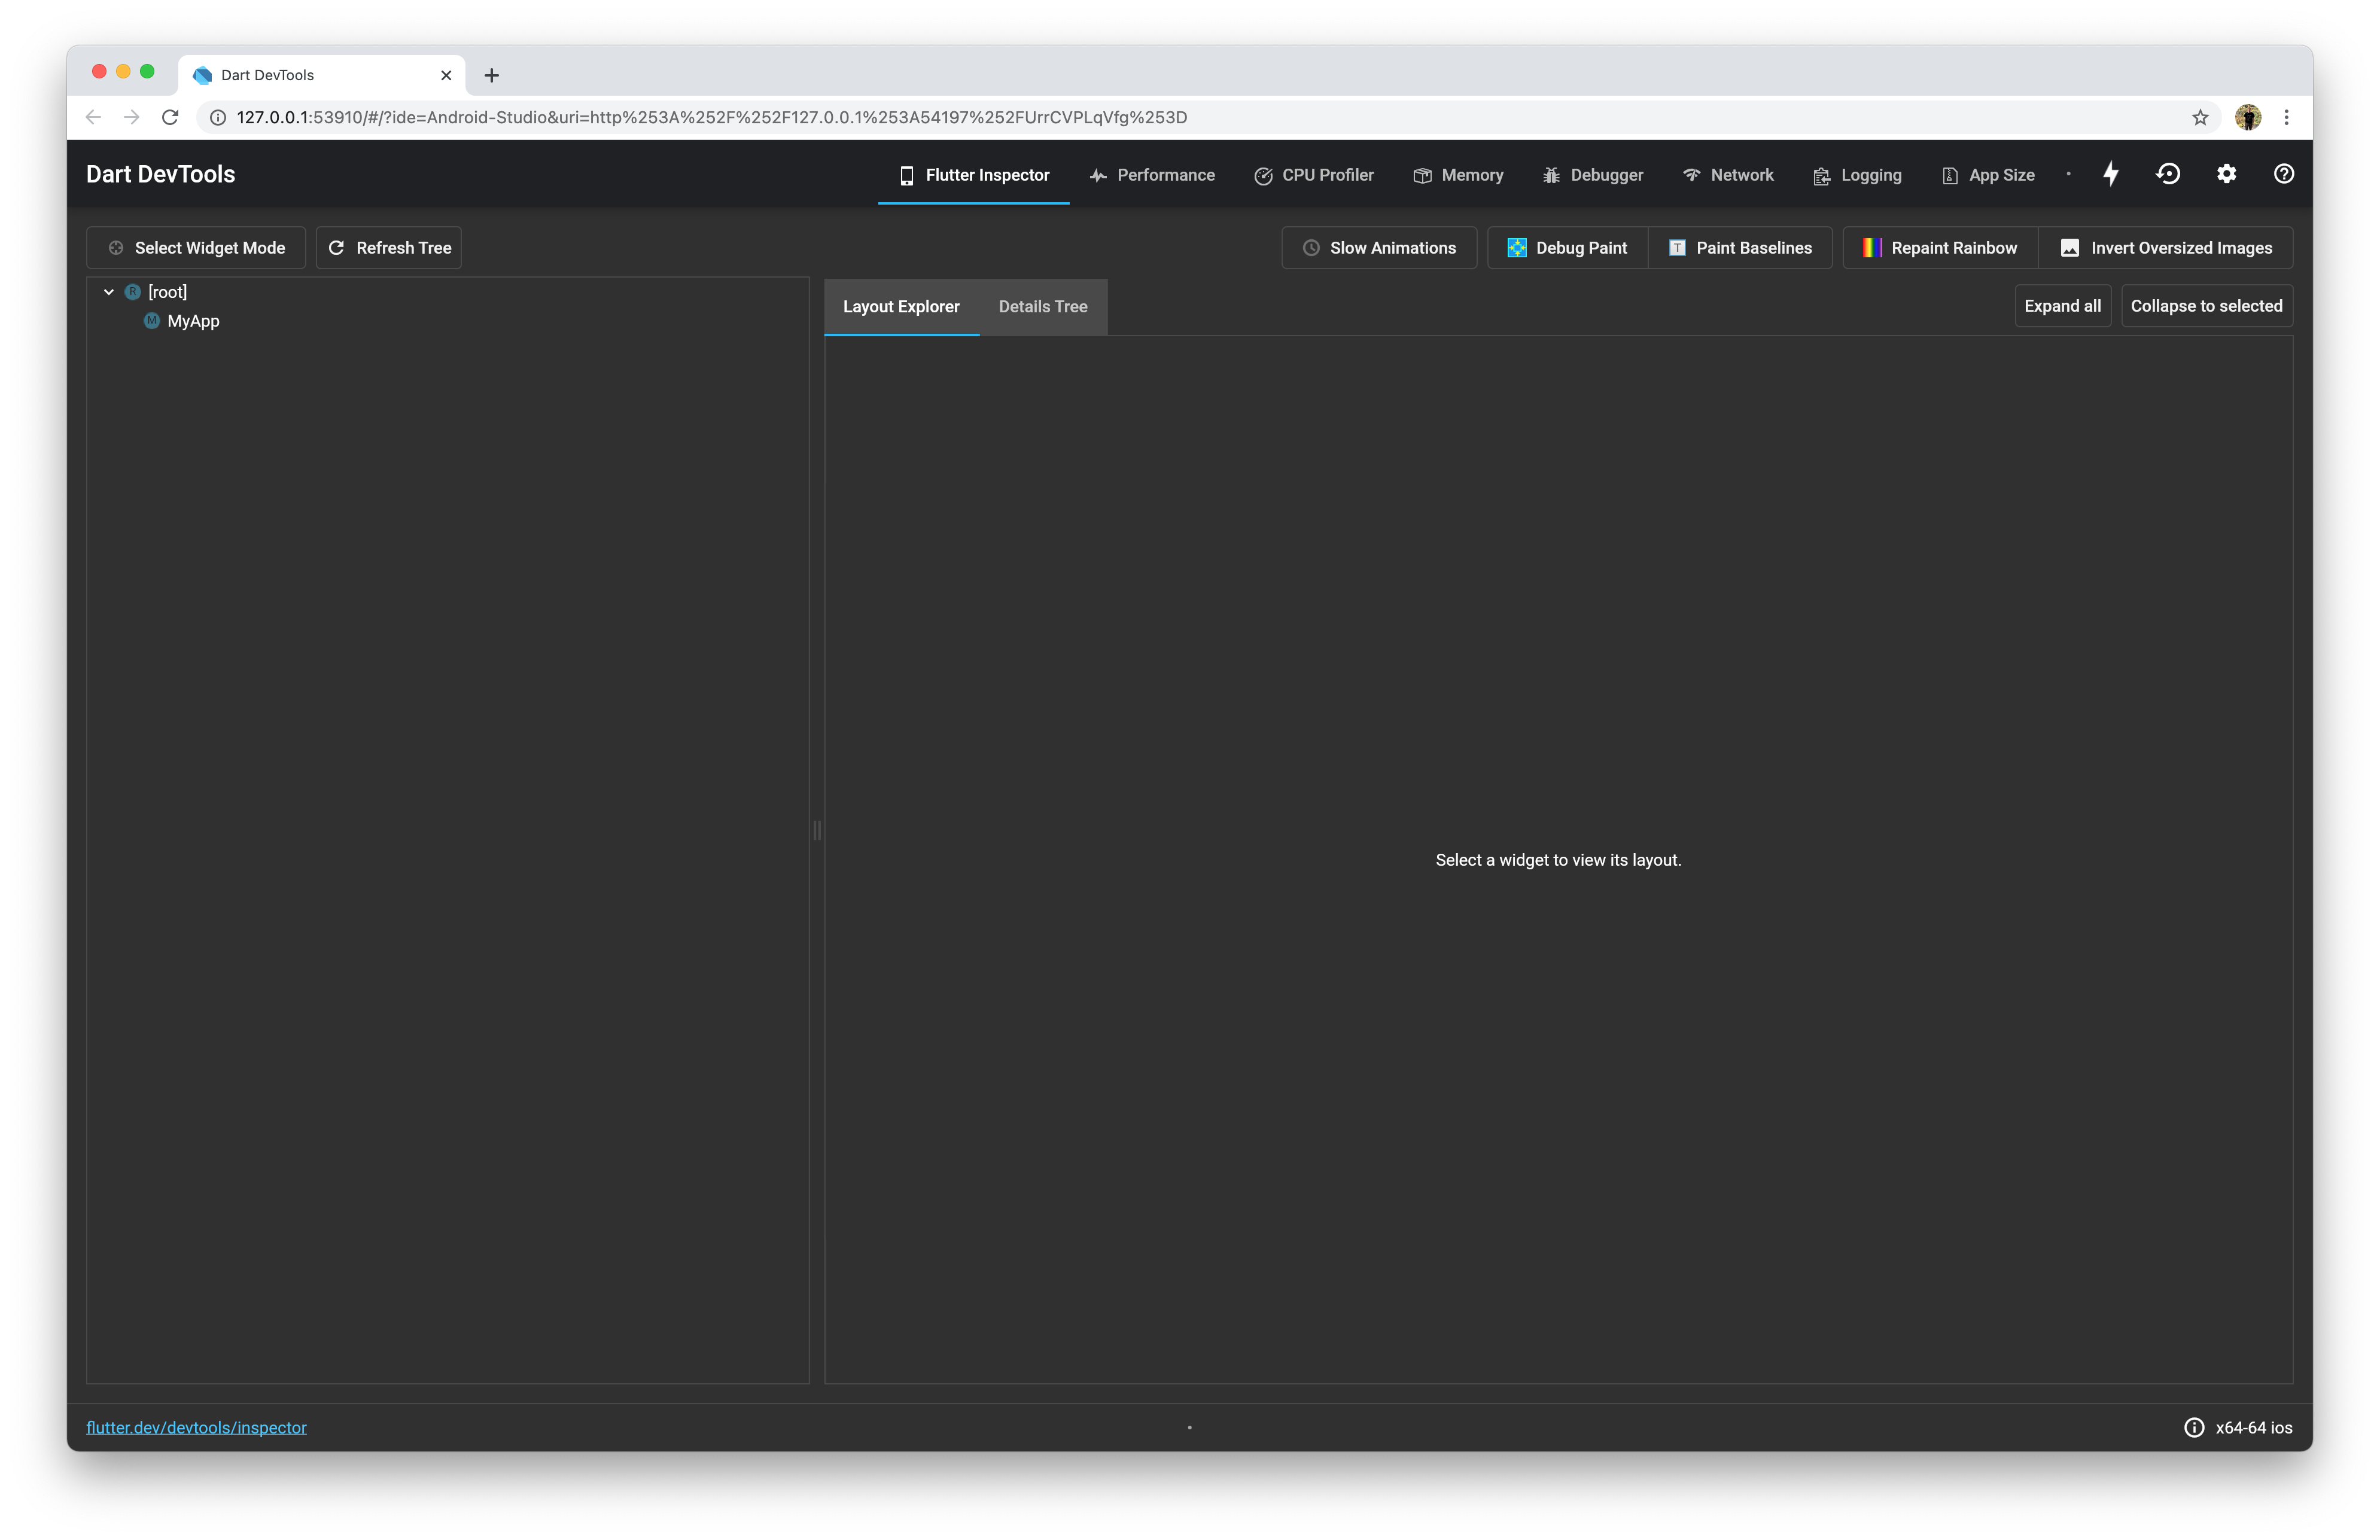 Dart DevTools
127.0.0.1:53910/#/?ide=Android-Studio&uri=http%253A%252F%252F127.0.0.1%253A54197%252FUrrCVPLqVfg%253D
Dart DevTools Flutter Inspector Performance CPU Profiler Memory Debugger Network Logging App Size
Select Widget Mode Refresh Tree Slow Animations Debug Paint Paint Baselines Repaint Rainbow Invert Oversized Images
R [root]
M MyApp
Layout Explorer Details Tree Expand all Collapse to selected
Select a widget to view its layout.
flutter.dev/devtools/inspector x64-64 ios